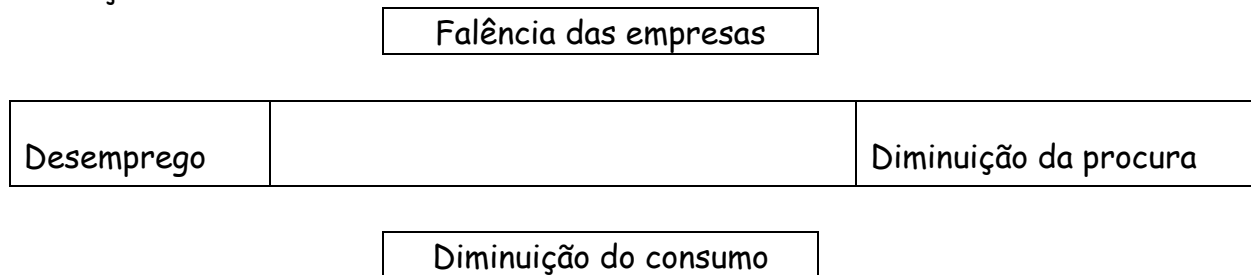 Falência das empresas
Desemprego
Diminuição da procura
Diminuição do consumo